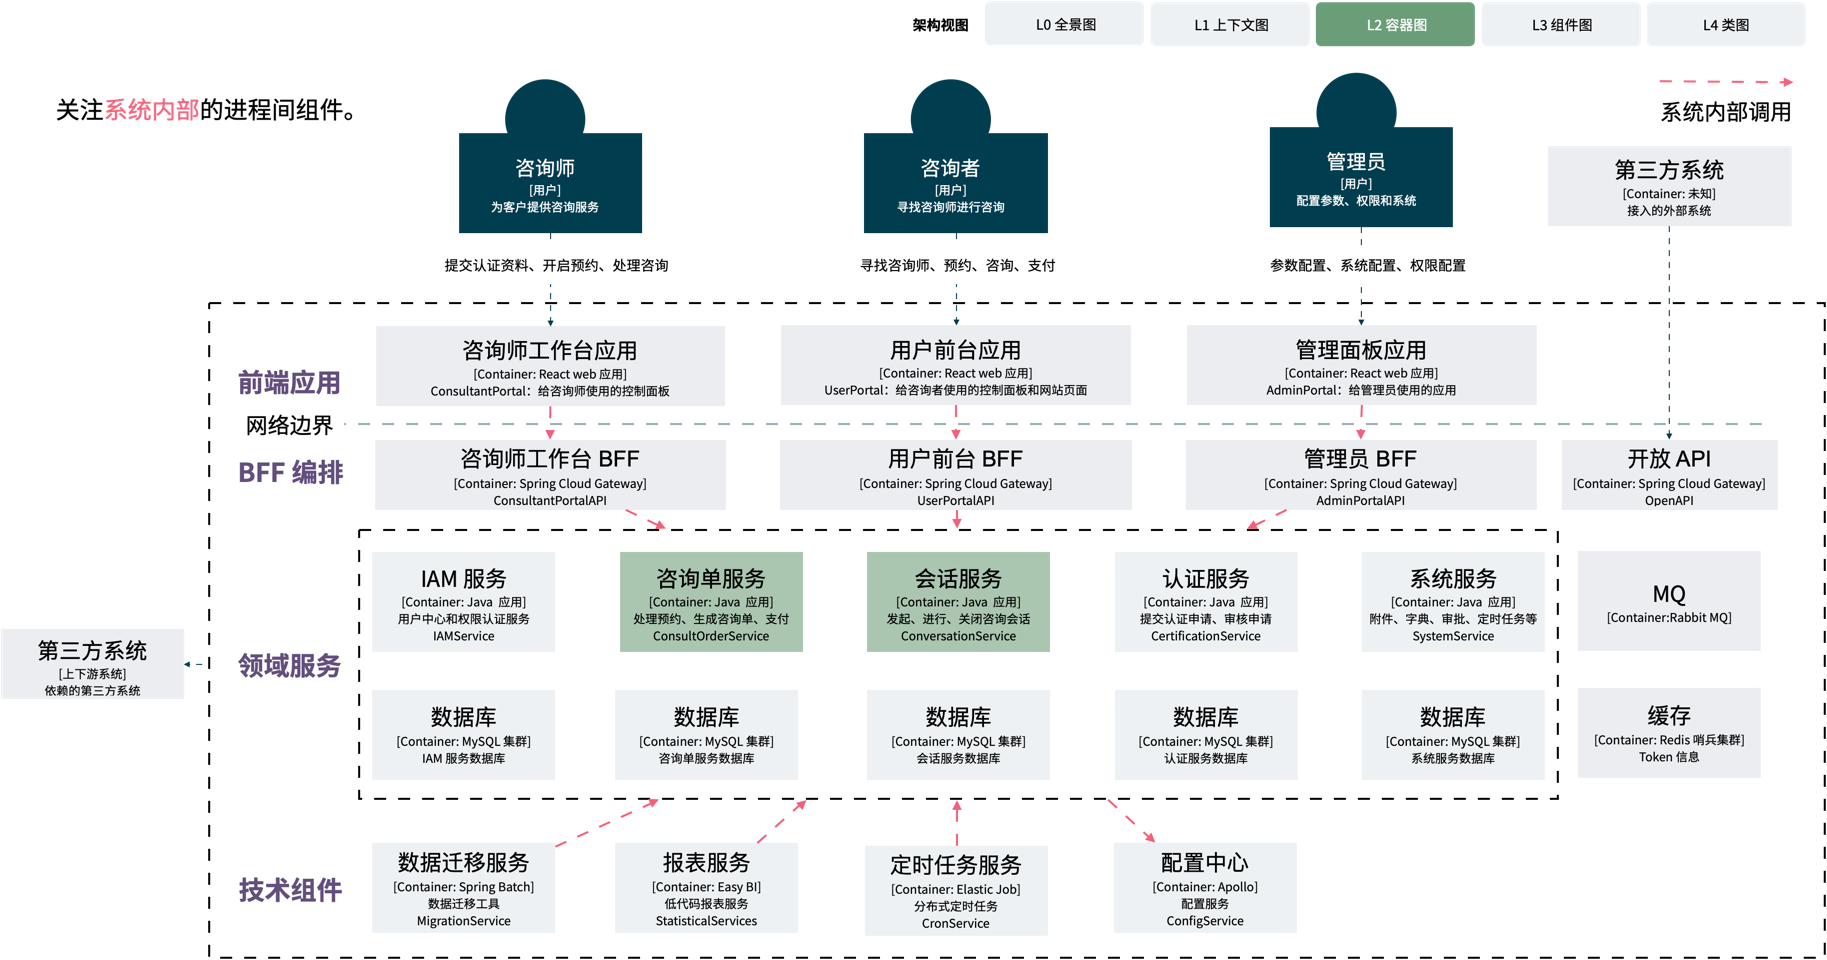 架构视图
L0 全景图
L1 上下文图
L2 容器图
L3 组件图
L4 类图
关注系统内部的进程间组件。
系统内部调用
咨询师
[用户]
为客户提供咨询服务
咨询者
[用户]
寻找咨询师进行咨询
管理员
[用户]
配置参数、权限和系统
第三方系统
[Container: 未知]
接入的外部系统
提交认证资料、开启预约、处理咨询
寻找咨询师、预约、咨询、支付
参数配置、系统配置、权限配置
前端应用
咨询师工作台应用
[Container: React web 应用]
ConsultantPortal：给咨询师使用的控制面板
用户前台应用
[Container: React web 应用]
UserPortal：给咨询者使用的控制面板和网站页面
管理面板应用
[Container: React web 应用]
AdminPortal：给管理员使用的应用
网络边界
BFF 编排
咨询师工作台 BFF
[Container: Spring Cloud Gateway]
ConsultantPortalAPI
用户前台 BFF
[Container: Spring Cloud Gateway]
UserPortalAPI
管理员 BFF
[Container: Spring Cloud Gateway]
AdminPortalAPI
开放 API
[Container: Spring Cloud Gateway]
OpenAPI
第三方系统
[上下游系统]
依赖的第三方系统
领域服务
IAM 服务
[Container: Java 应用]
用户中心和权限认证服务
IAMService
咨询单服务
[Container: Java 应用]
处理预约、生成咨询单、支付
ConsultOrderService
会话服务
[Container: Java 应用]
发起、进行、关闭咨询会话
ConversationService
认证服务
[Container: Java 应用]
提交认证申请、审核申请
CertificationService
系统服务
[Container: Java 应用]
附件、字典、审批、定时任务等
SystemService
MQ
[Container:Rabbit MQ]
数据库
[Container: MySQL 集群]
IAM 服务数据库
数据库
[Container: MySQL 集群]
咨询单服务数据库
数据库
[Container: MySQL 集群]
会话服务数据库
数据库
[Container: MySQL 集群]
认证服务数据库
数据库
[Container: MySQL 集群]
系统服务数据库
缓存
[Container: Redis 哨兵集群]
Token 信息
技术组件
数据迁移服务
[Container: Spring Batch]
数据迁移工具
MigrationService
报表服务
[Container: Easy BI]
低代码报表服务
StatisticalServices
定时任务服务
[Container: Elastic Job]
分布式定时任务
CronService
配置中心
[Container: Apollo]
配置服务
ConfigService